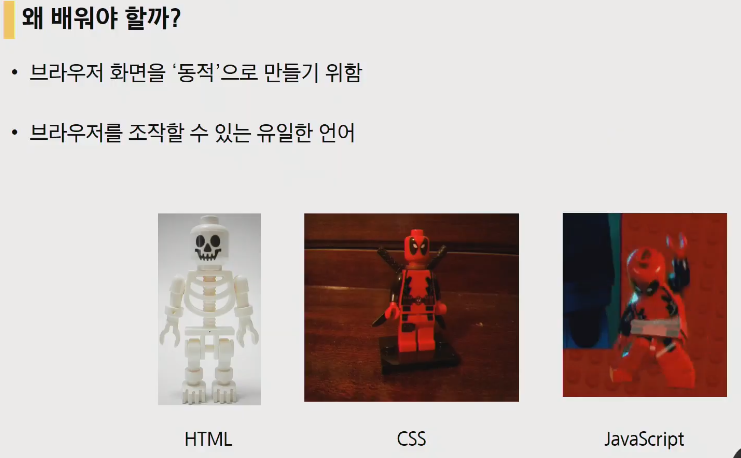 왜 배워야 할까?
• 브라우저 화면을 ‘동적’으로 만들기 위함
• 브라우저를 조작할 수 있는 유일한 언어
HTML
CSS
JavaScript